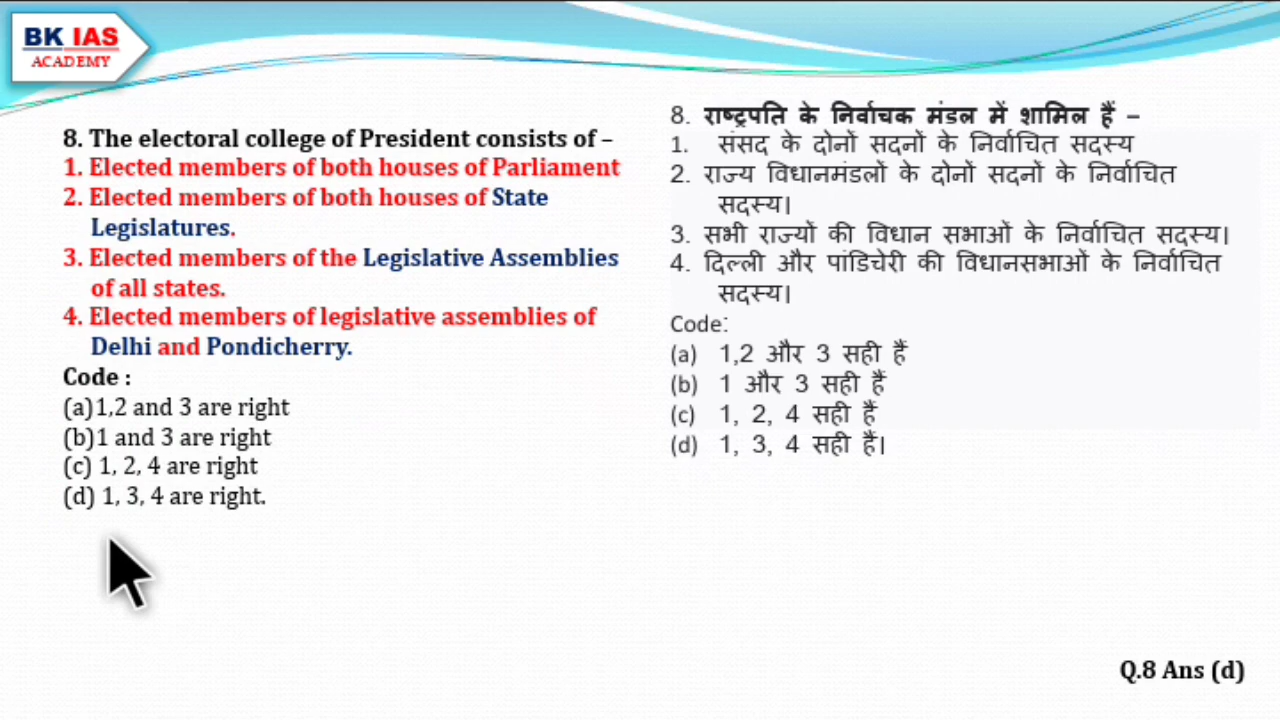 BK IAS
ACADEMY
8. The electoral college of President consists of –
1. Elected members of both houses of Parliament
2. Elected members of both houses of State
Legislatures.
3. Elected members of the Legislative Assemblies
of all states.
4. Elected members of legislative assemblies of
Delhi and Pondicherry.
Code :
(a)1,2 and 3 are right
(b)1 and 3 are right
(c) 1, 2, 4 are right
(d) 1, 3, 4 are right.
8. राष्ट्रपति के निर्वाचक मंडल में शामिल हैं –
1. संसद के दोनों सदनों के निर्वाचित सदस्य
2. राज्य विधानमंडलों के दोनों सदनों के निर्वाचित
सदस्य।
3. सभी राज्यों की विधान सभाओं के निर्वाचित सदस्य।
4. दिल्ली और पांडिचेरी की विधानसभाओं के निर्वाचित
सदस्य।
Code:
(a) 1,2 और 3 सही हैं
(b) 1 और 3 सही हैं
(c) 1, 2, 4 सही हैं
(d) 1, 3, 4 सही हैं।
Q.8 Ans (d)